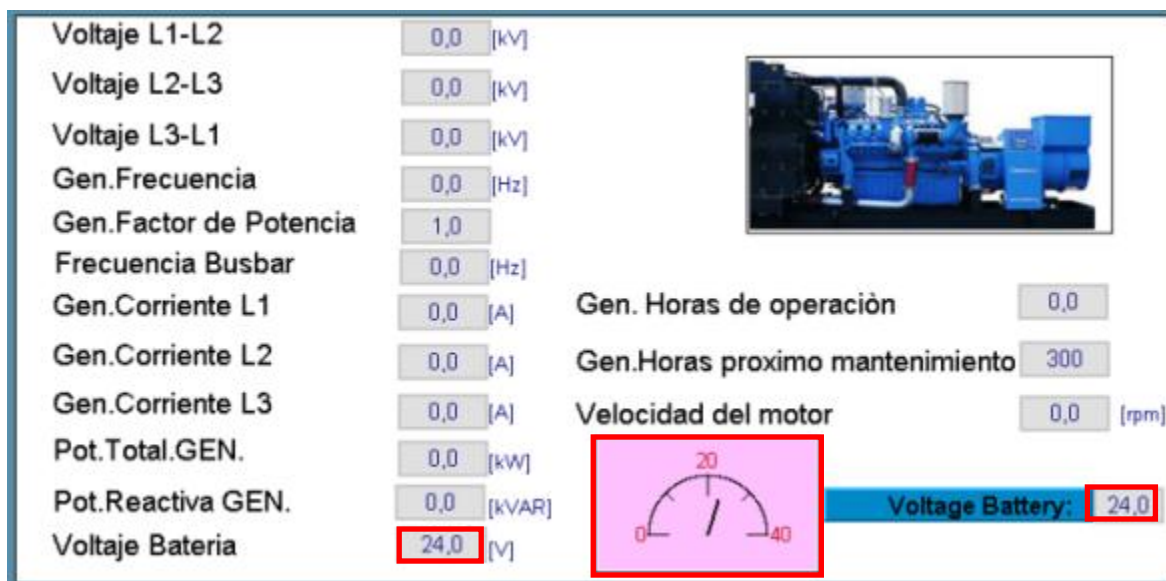 Voltaje L1-L2 0,0 [kV]
Voltaje L2-L3 0,0 [kV]
Voltaje L3-L1 0,0 [kV]
Gen.Frecuencia 0,0 [Hz]
Gen.Factor de Potencia 1,0
Frecuencia Busbar 0,0 [Hz]
Gen.Corriente L1 0,0 [A]
Gen.Corriente L2 0,0 [A]
Gen.Corriente L3 0,0 [A]
Pot.Total.GEN. 0,0 [kW]
Pot.Reactiva GEN. 0,0 [kVAR]
Voltaje Bateria 24,0 [V]
Gen. Horas de operaciòn 0,0
Gen.Horas proximo mantenimiento 300
Velocidad del motor 0,0 [rpm]
20
0 40
Voltage Battery: 24,0